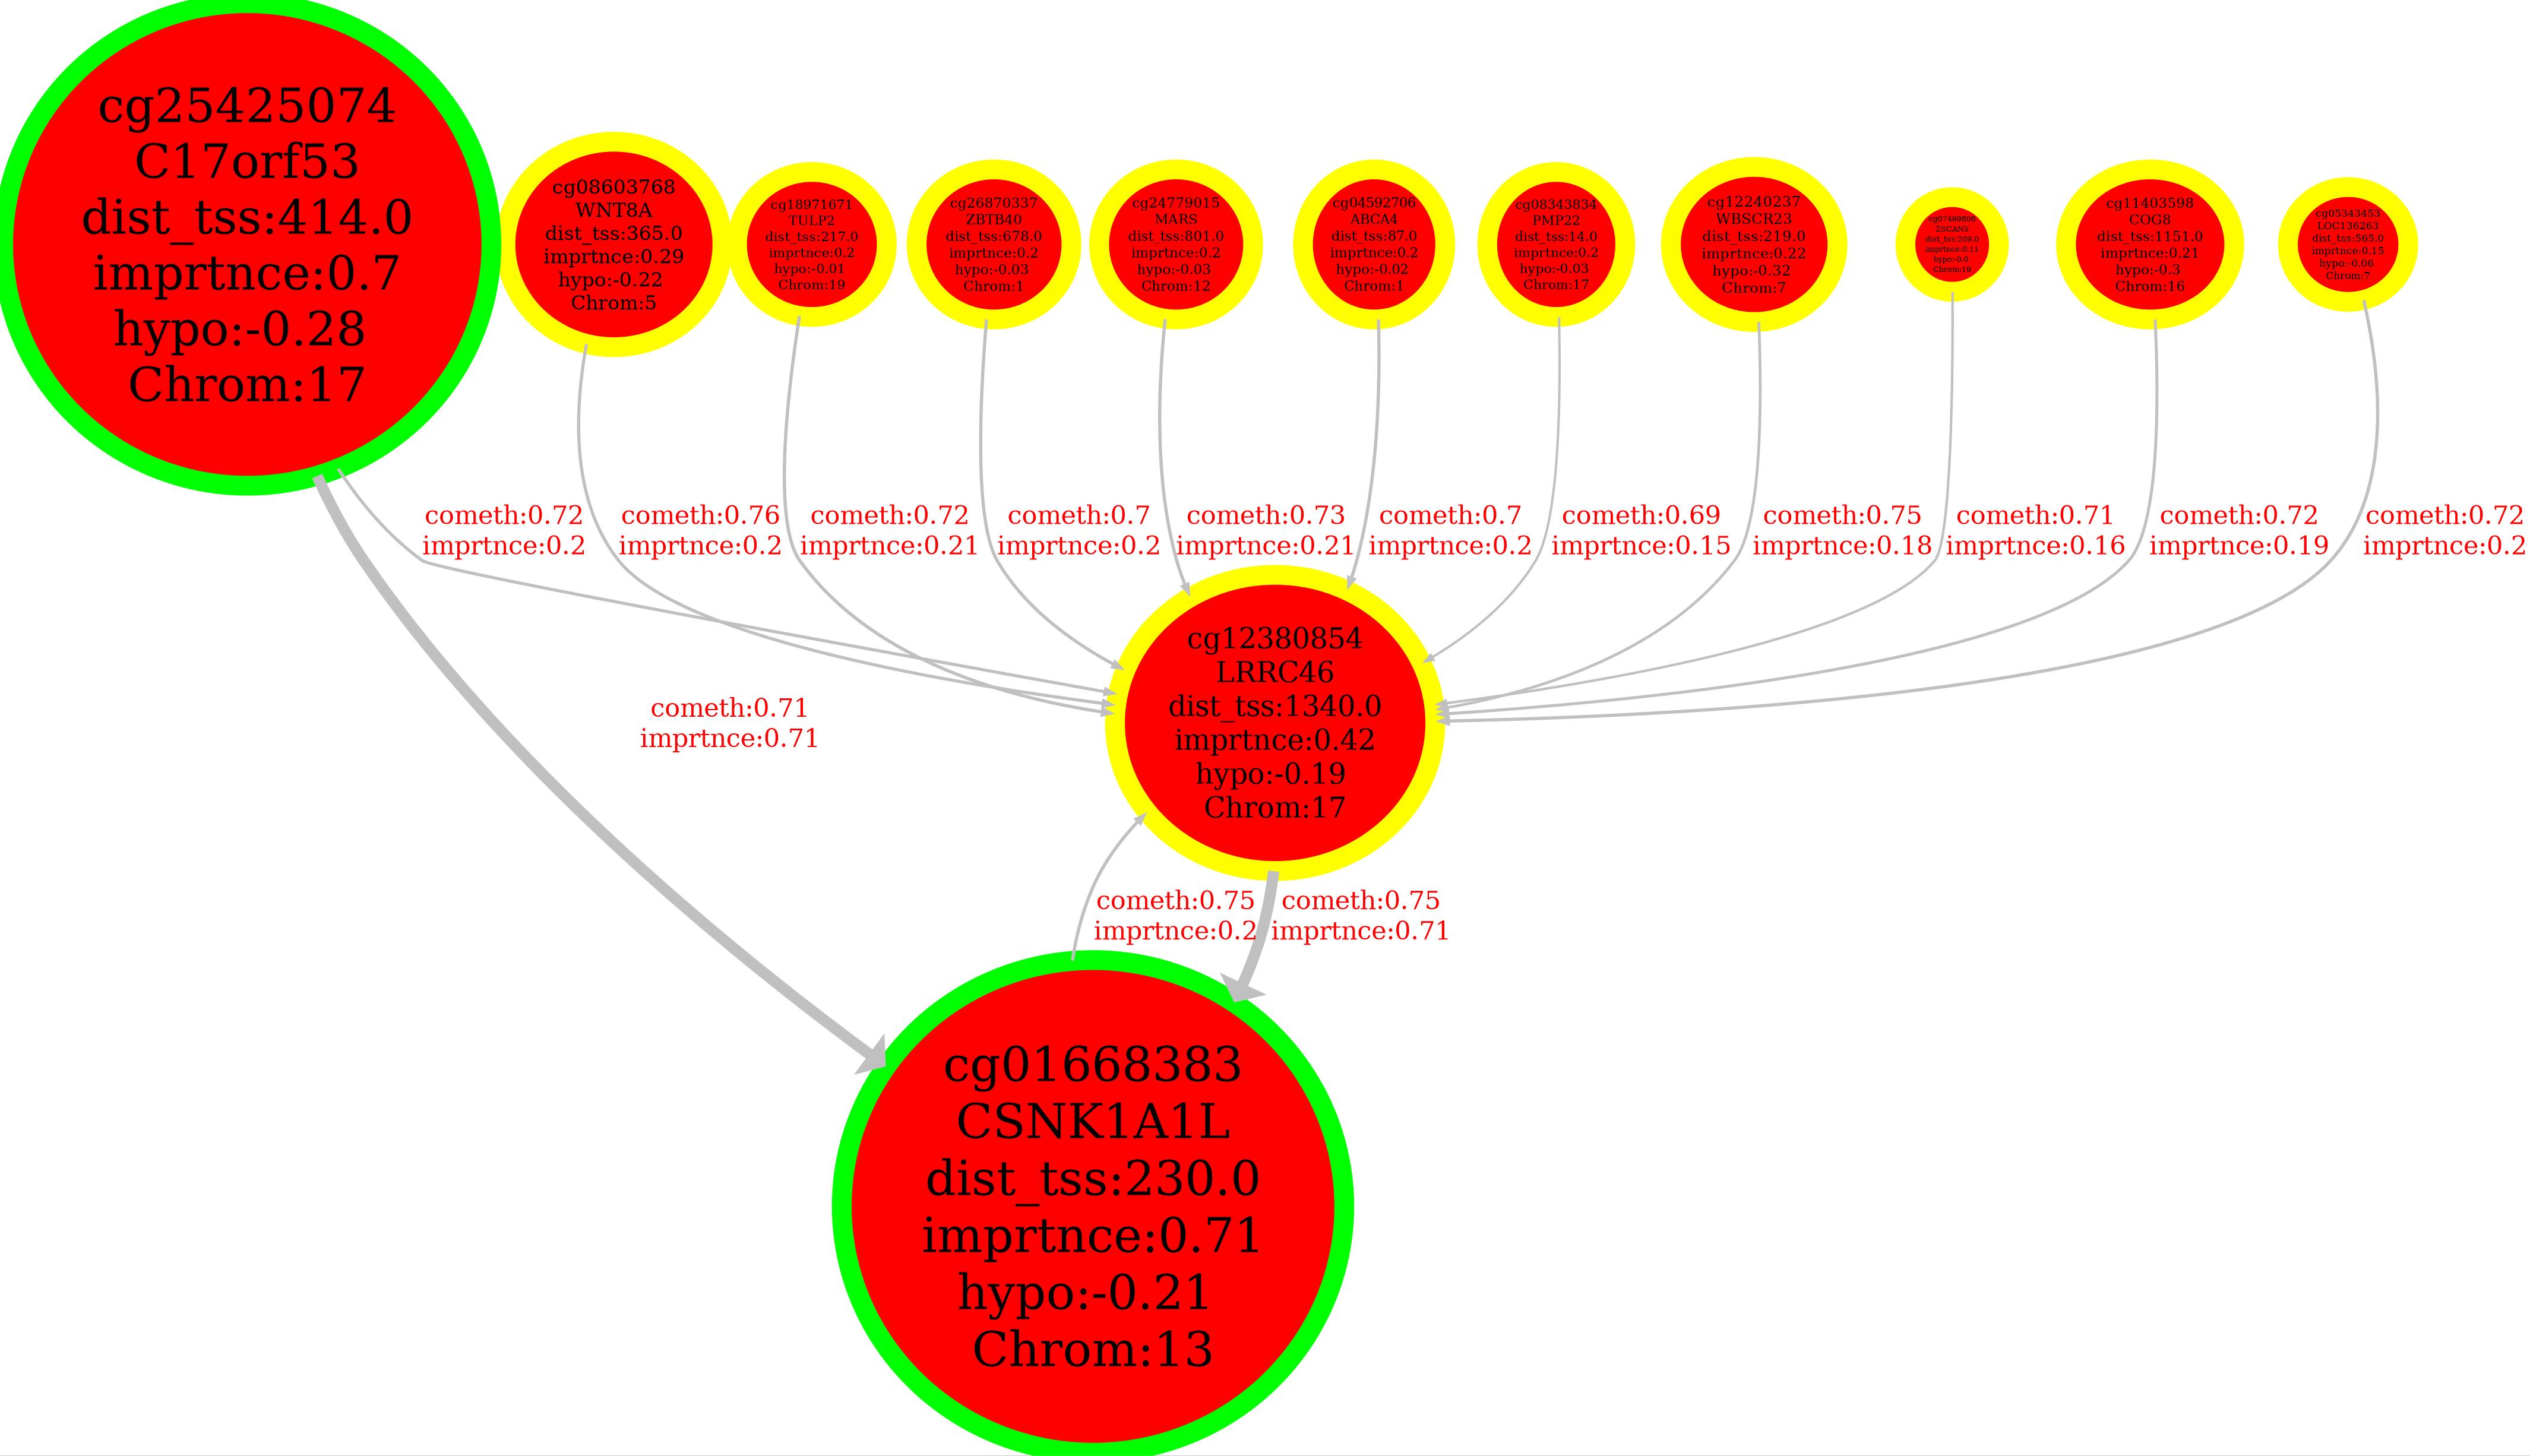 cg25425074
C17orf53
dist_tss:414.0
imprtnce:0.7
hypo:-0.28
Chrom:17
cg08603768
WNT8A
dist_tss:365.0
imprtnce:0.29
hypo:-0.22
Chrom:5
cg18971671
TULP2
dist_tss:217.0
imprtnce:0.2
hypo:-0.01
Chrom:19
cg26870337
ZBTB40
dist_tss:678.0
imprtnce:0.2
hypo:-0.03
Chrom:1
cg24779015
MARS
dist_tss:801.0
imprtnce:0.2
hypo:-0.03
Chrom:12
cg04592706
ABCA4
dist_tss:87.0
imprtnce:0.2
hypo:-0.02
Chrom:1
cg08343834
PMP22
dist_tss:14.0
imprtnce:0.2
hypo:-0.03
Chrom:17
cg12240237
WBSCR23
dist_tss:219.0
imprtnce:0.22
hypo:-0.32
Chrom:7
imprtnce:0.11
hypo:-0.0
Chrom:19
cg11403598
COG8
dist_tss:1151.0
imprtnce:0.21
hypo:-0.3
Chrom:16
cg05343453
LOC136263
dist_tss:565.0
imprtnce:0.15
hypo:-0.06
Chrom:7
cometh:0.72
imprtnce:0.2
cometh:0.76
imprtnce:0.2
cometh:0.72
imprtnce:0.21
cometh:0.7
imprtnce:0.2
cometh:0.73
imprtnce:0.21
cometh:0.7
imprtnce:0.2
cometh:0.69
imprtnce:0.15
cometh:0.75
imprtnce:0.18
cometh:0.71
imprtnce:0.16
cometh:0.72
imprtnce:0.19
cometh:0.72
imprtnce:0.2
cometh:0.71
imprtnce:0.71
cg12380854
LRRC46
dist_tss:1340.0
imprtnce:0.42
hypo:-0.19
Chrom:17
cometh:0.75
imprtnce:0.2
cometh:0.75
imprtnce:0.71
cg01668383
CSNK1A1L
dist_tss:230.0
imprtnce:0.71
hypo:-0.21
Chrom:13